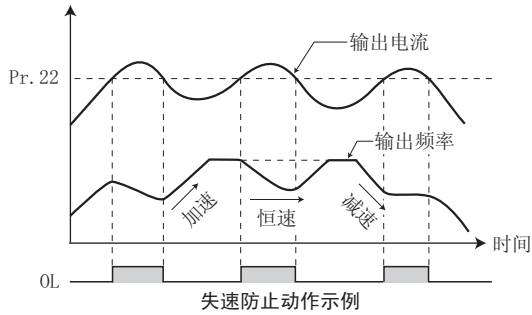 输出电流
Pr.22
输出频率
加速
恒速
减速
时间
OL
失速防止动作示例